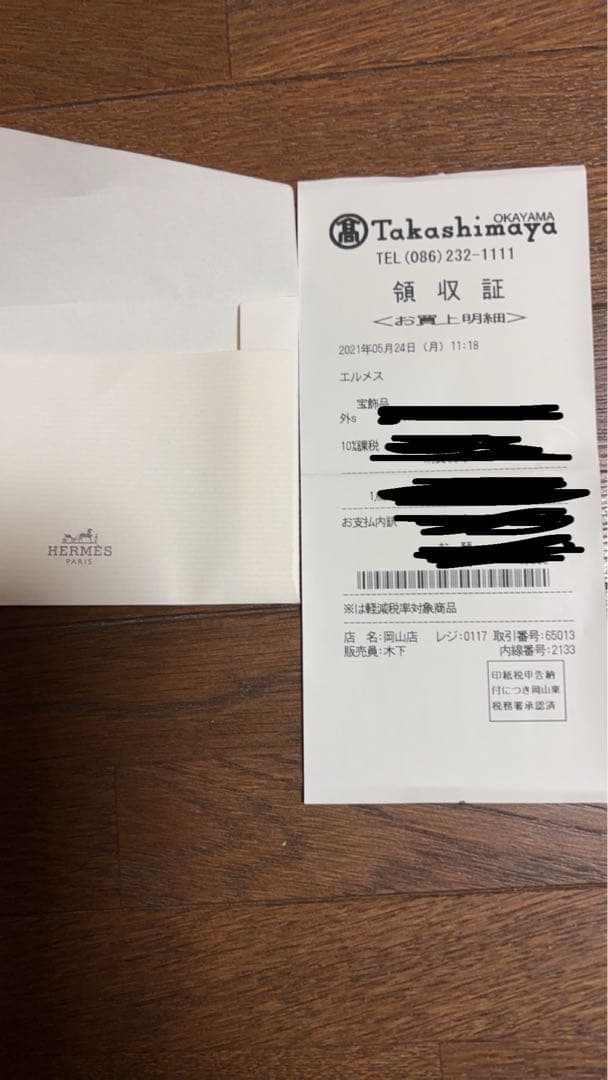 HERMÈS
PARIS
髙 Takashimaya
OKAYAMA
TEL(086)232-1111
領収証
<お買上明細>
2021年05月24日(月) 11:18
エルメス
宝飾品
外s
10%課税
お支払内訳
※は軽減税率対象商品
店 名:岡山店 レジ:0117 取引番号:65013
販売員:木下 内線番号:2133
印紙税申告納
付につき岡山東
税務署承認済